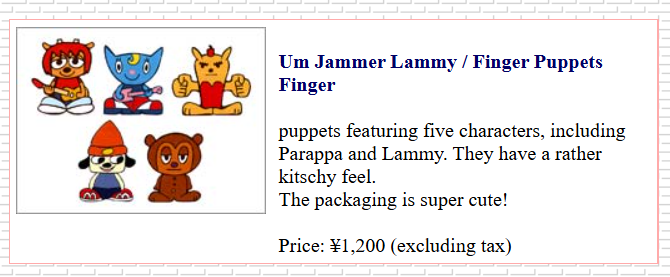 Um Jammer Lammy / Finger Puppets
Finger
puppets featuring five characters, including
Parappa and Lammy. They have a rather
kitschy feel.
The packaging is super cute!
Price: ¥1,200 (excluding tax)